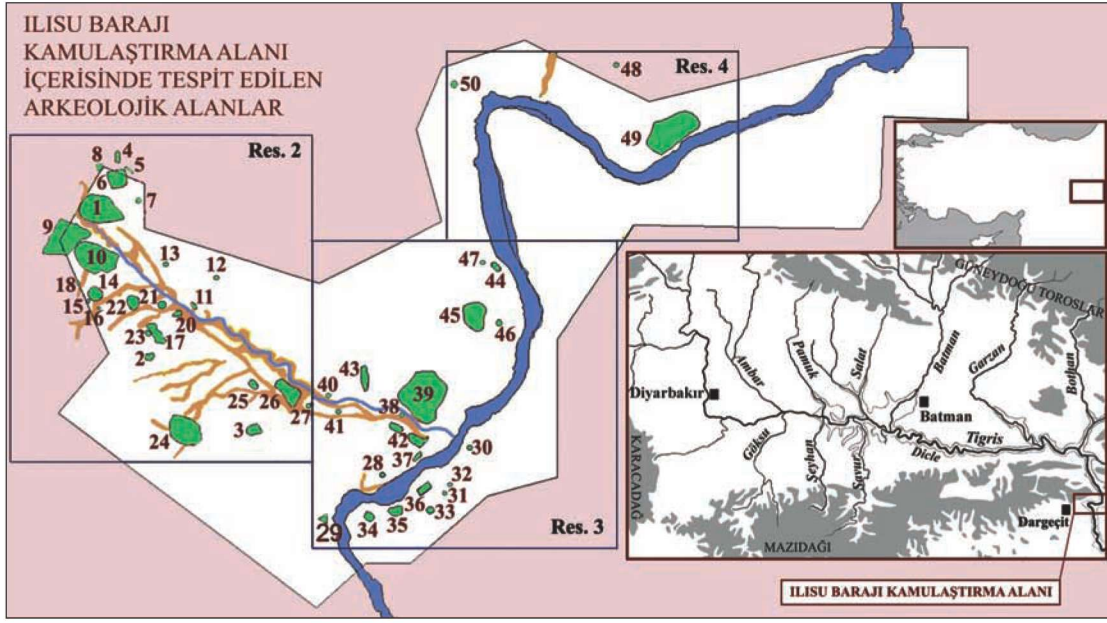 ILISU BARAJI
KAMULAŞTIRMA ALANI
İÇERİSİNDE TESPİT EDİLEN
ARKEOLOJİK ALANLAR
Res. 2
8
4
5
6
7
1
9
10
13
12
18
14
15
16
22
21
11
20
23
17
2
25
26
27
24
3
Res. 4
50
48
49
47
44
45
46
43
40
41
39
38
42
37
30
28
36
32
31
33
29
34
35
Res. 3
GÜNEYDOĞU TOROSLAR
Diyarbakır
Ambar
Pamuk
Salat
Batman
Garzan
Bothan
Batman
Göksu
Şeyhan
Savur
Tigris
Dicle
KARACADAĞ
MAZIDAĞI
Dargeçit
ILISU BARAJI KAMULAŞTIRMA ALANI